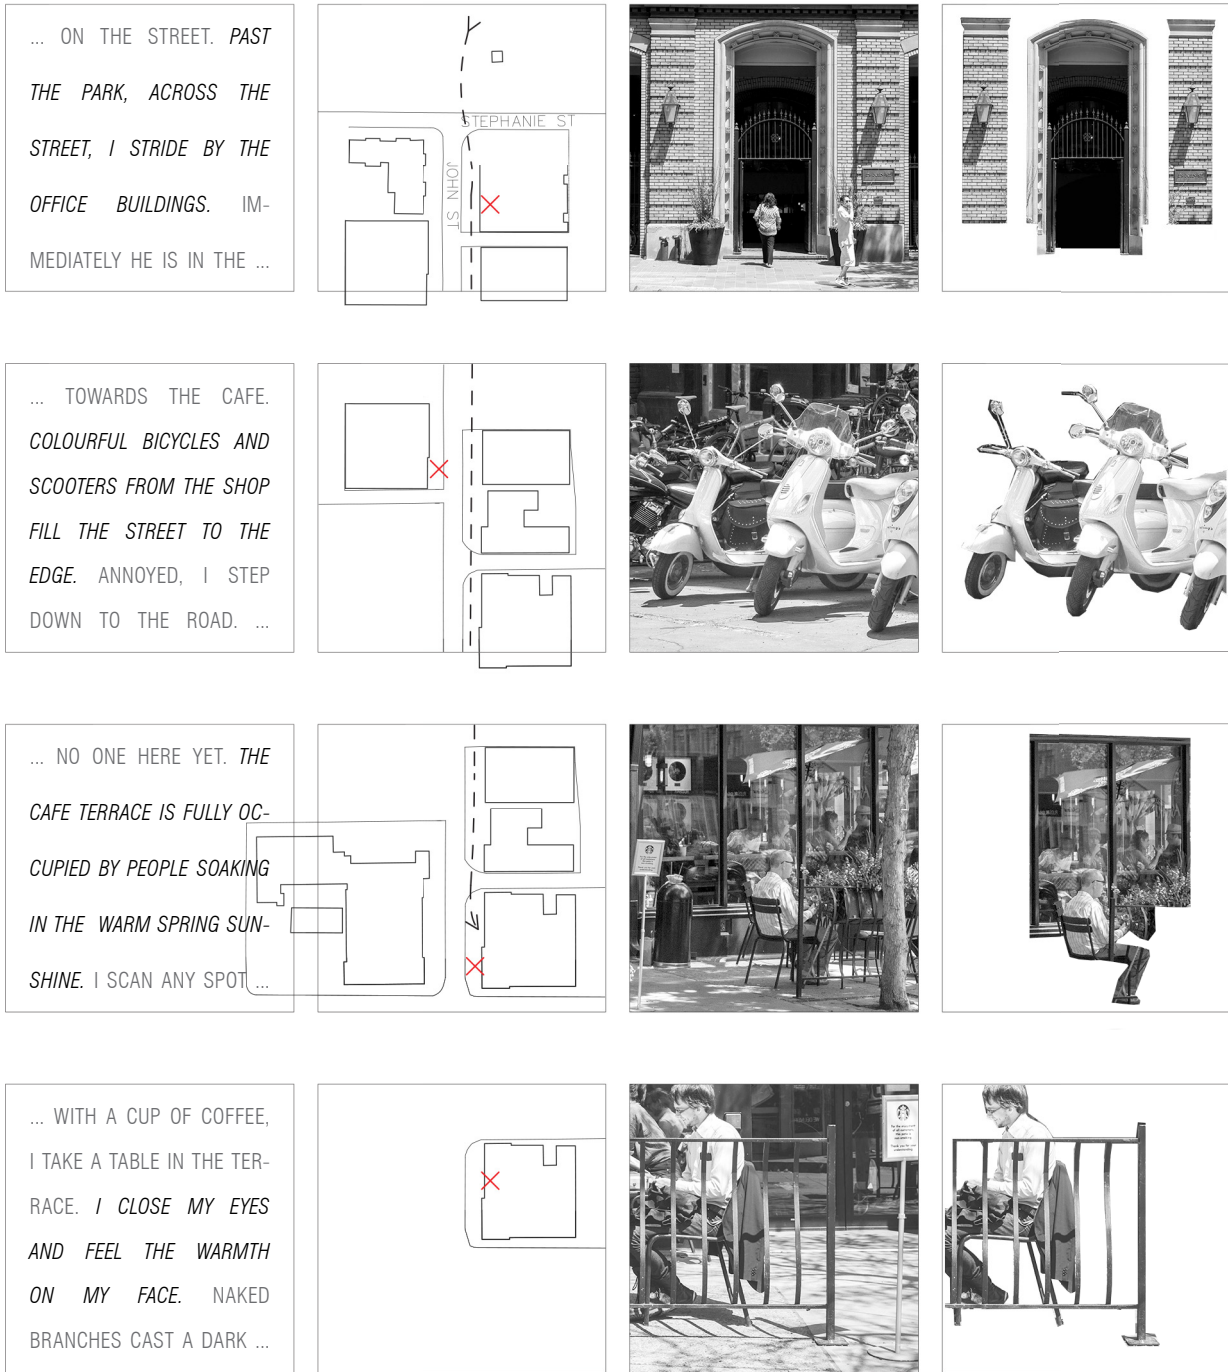 ... ON THE STREET. PAST
THE PARK, ACROSS THE
STREET, I STRIDE BY THE
OFFICE BUILDINGS. IM-
MEDIATELY HE IS IN THE ...
STEPHANIE ST
JOHN ST
... TOWARDS THE CAFE.
COLOURFUL BICYCLES AND
SCOOTERS FROM THE SHOP
FILL THE STREET TO THE
EDGE. ANNOYED, I STEP
DOWN TO THE ROAD. ...
... NO ONE HERE YET. THE
CAFE TERRACE IS FULLY OC-
CUPIED BY PEOPLE SOAKING
IN THE WARM SPRING SUN-
SHINE. I SCAN ANY SPOT ...
... WITH A CUP OF COFFEE,
I TAKE A TABLE IN THE TER-
RACE. I CLOSE MY EYES
AND FEEL THE WARMTH
ON MY FACE. NAKED
BRANCHES CAST A DARK ...